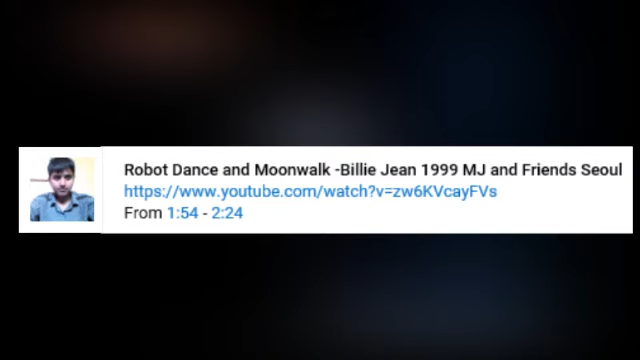 Robot Dance and Moonwalk -Billie Jean 1999 MJ and Friends Seoul
https://www.youtube.com/watch?v=zw6KVcayFVs
From 1:54 - 2:24